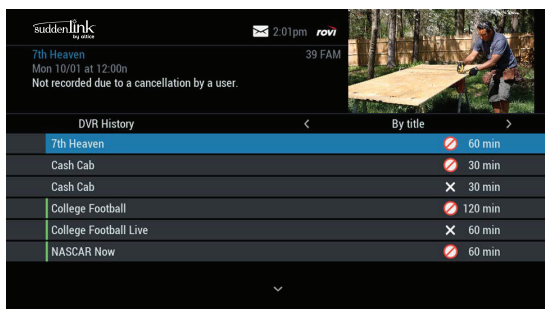 suddenlink
by altice
2:01pm rovi
7th Heaven 39 FAM
Mon 10/01 at 12:00n
Not recorded due to a cancellation by a user.
DVR History < By title >
7th Heaven 60 min
Cash Cab 30 min
Cash Cab 30 min
College Football 120 min
College Football Live 60 min
NASCAR Now 60 min